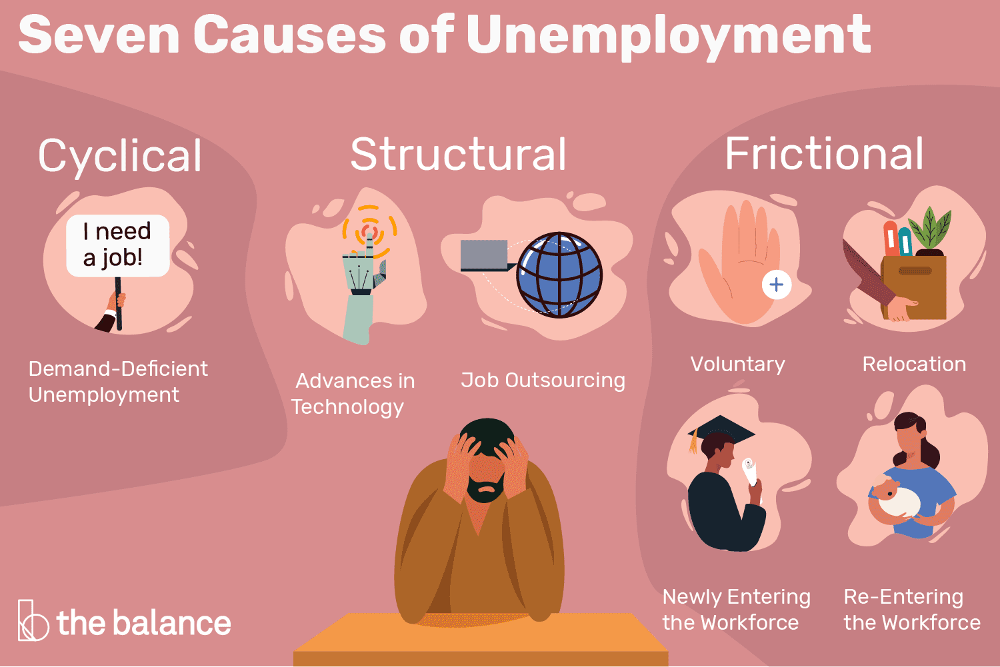 Seven Causes of Unemployment
Cyclical
I need
a job!
Demand-Deficient
Unemployment
Structural
Advances in
Technology
Job Outsourcing
Frictional
Voluntary
Relocation
Newly Entering
the Workforce
Re-Entering
the Workforce
the balance